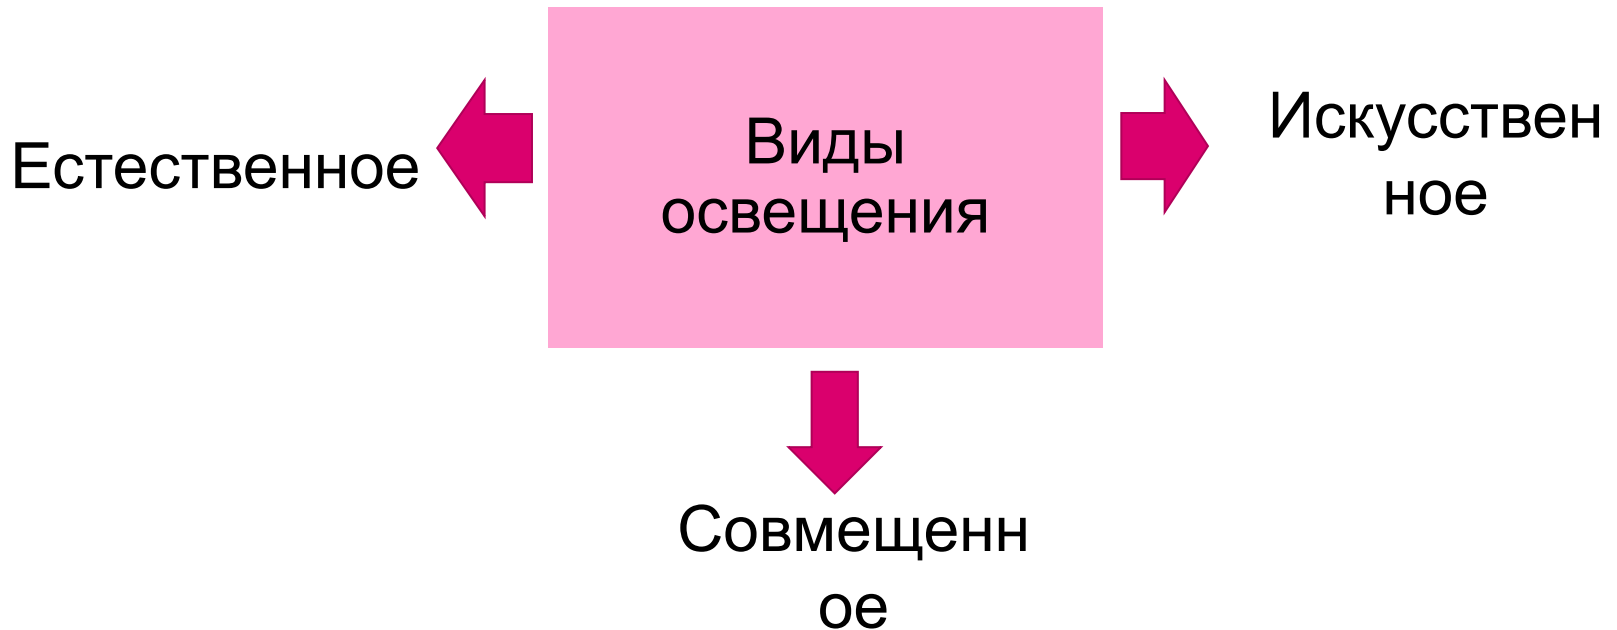 Виды
освещения
Естественное
Искусствен
ное
Совмещенн
ое